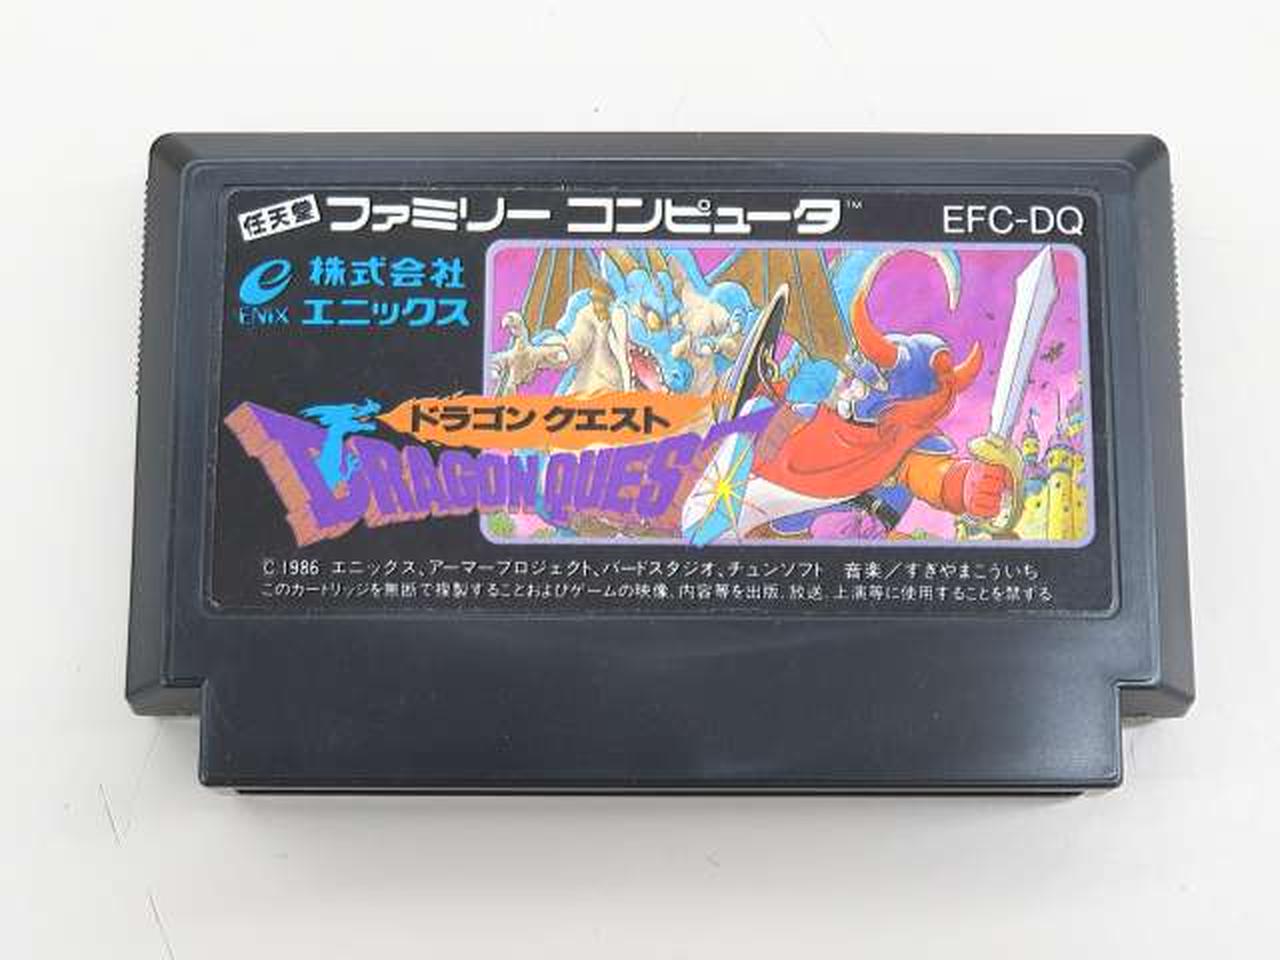 任天堂 ファミリー コンピュータ™ EFC-DQ
株式会社
ENIX エニックス
ドラゴンクエスト
DRAGON QUEST
© 1986 エニックス、アーマープロジェクト、バードスタジオ、チュンソフト 音楽／すぎやまこういち
このカートリッジを無断で複製することおよびゲームの映像、内容等を出版、放送、上演等に使用することを禁ずる